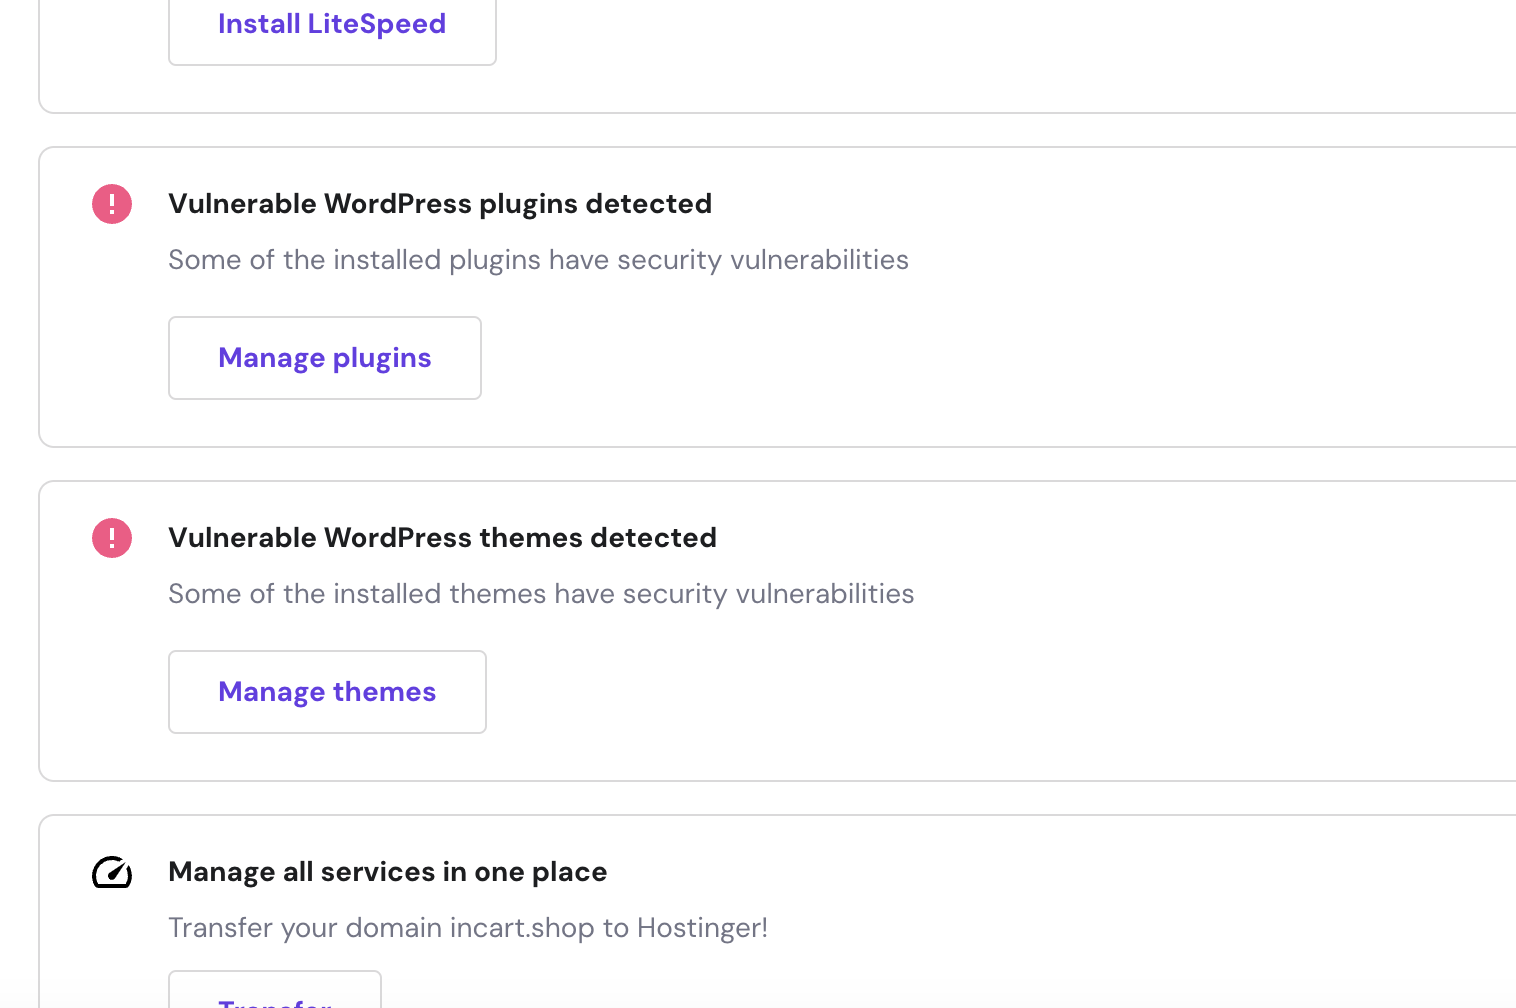 Install LiteSpeed
Vulnerable WordPress plugins detected
Some of the installed plugins have security vulnerabilities
Manage plugins
Vulnerable WordPress themes detected
Some of the installed themes have security vulnerabilities
Manage themes
Manage all services in one place
Transfer your domain incart.shop to Hostinger!
Transfer